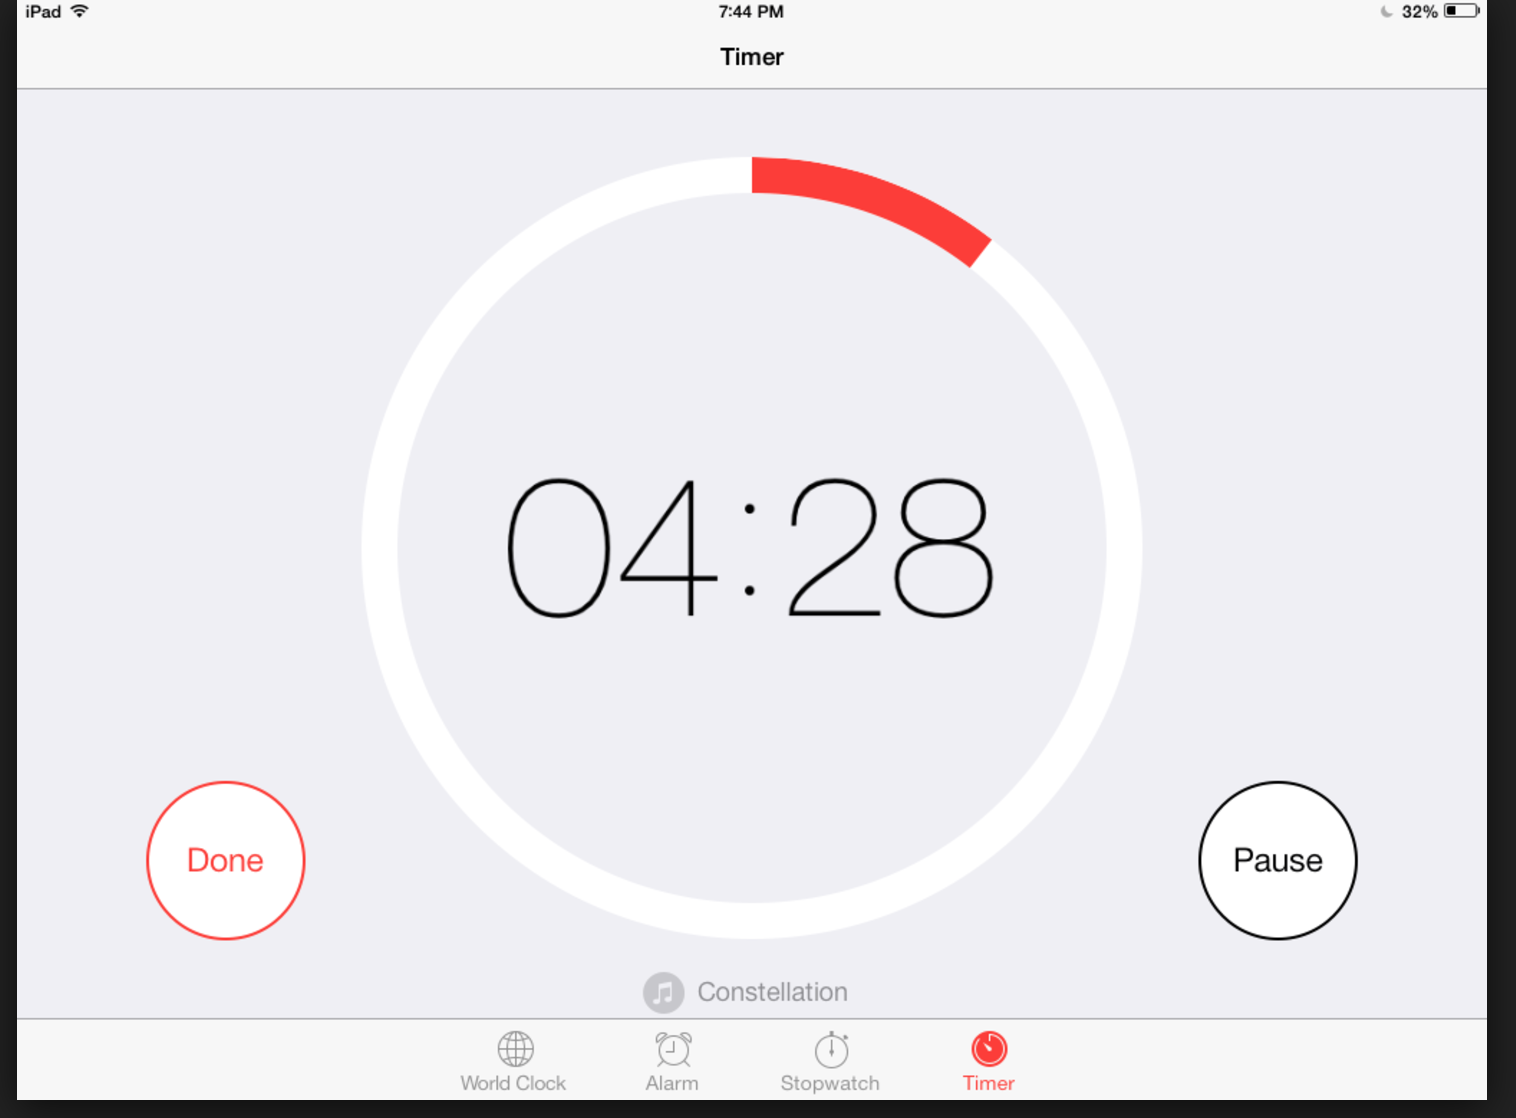 iPad 7:44 PM 32%
Timer
04:28
Done Pause
Constellation
World Clock Alarm Stopwatch Timer